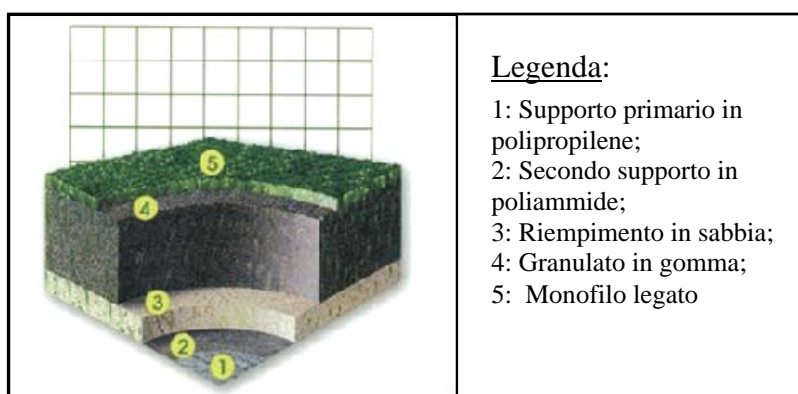 5
4
3
2
1
Legenda:
1: Supporto primario in
polipropilene;
2: Secondo supporto in
poliammide;
3: Riempimento in sabbia;
4: Granulato in gomma;
5: Monofilo legato